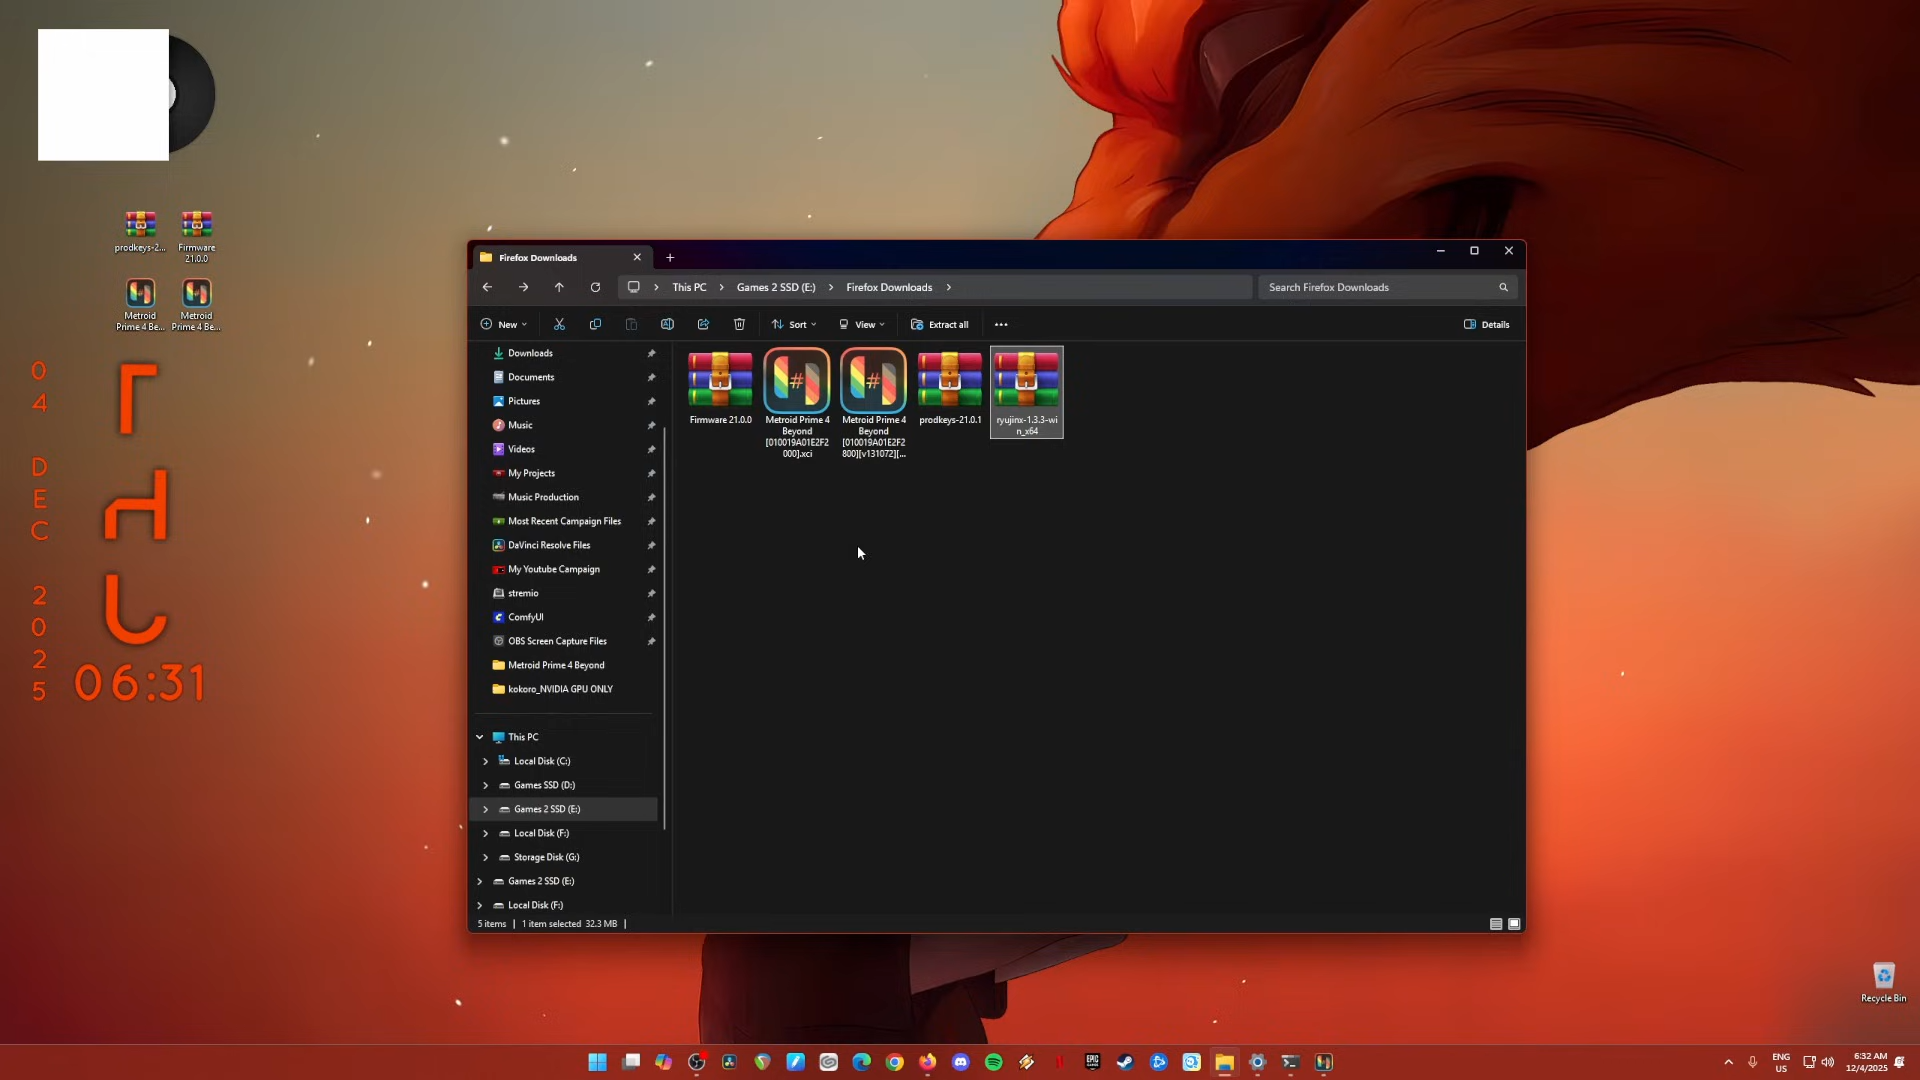 prodkeys-2...
Firmware
21.0.0
Metroid
Prime 4 Be...
Metroid
Prime 4 Be...
04
DEC
2025
06:31
Firefox Downloads
This PC
Games 2 SSD (E:)
Firefox Downloads
Search Firefox Downloads
New
Sort
View
Extract all
Details
Downloads
Documents
Pictures
Music
Videos
My Projects
Music Production
Most Recent Campaign Files
DaVinci Resolve Files
My Youtube Campaign
stremio
ComfyUI
OBS Screen Capture Files
Metroid Prime 4 Beyond
kokoro_NVIDIA GPU ONLY
This PC
Local Disk (C:)
Games SSD (D:)
Games 2 SSD (E:)
Local Disk (F:)
Storage Disk (G:)
Games 2 SSD (E:)
Local Disk (F:)
Firmware 21.0.0
Metroid Prime 4
Beyond
[010019A01E2F2
000].xci
Metroid Prime 4
Beyond
[010019A01E2F2
800][v131072][...
prodkeys-21.0.1
ryujinx-1.3.3-wi
n_x64
5 items | 1 item selected 32.3 MB |
Recycle Bin
ENG
US
6:32 AM
12/4/2025